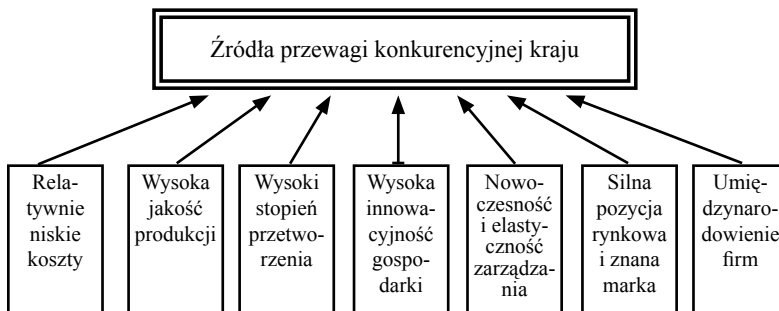 Źródła przewagi konkurencyjnej kraju
Rela-
tywnie
niskie
koszty
Wysoka
jakość
produkcji
Wysoki
stopień
przetwo-
rzenia
Wysoka
innowa-
cyjność
gospo-
darki
Nowo-
czesność
i elasty-
czność
zarządza-
nia
Silna
pozycja
rynkowa
i znana
marka
Umię-
dzynaro-
dowienie
firm